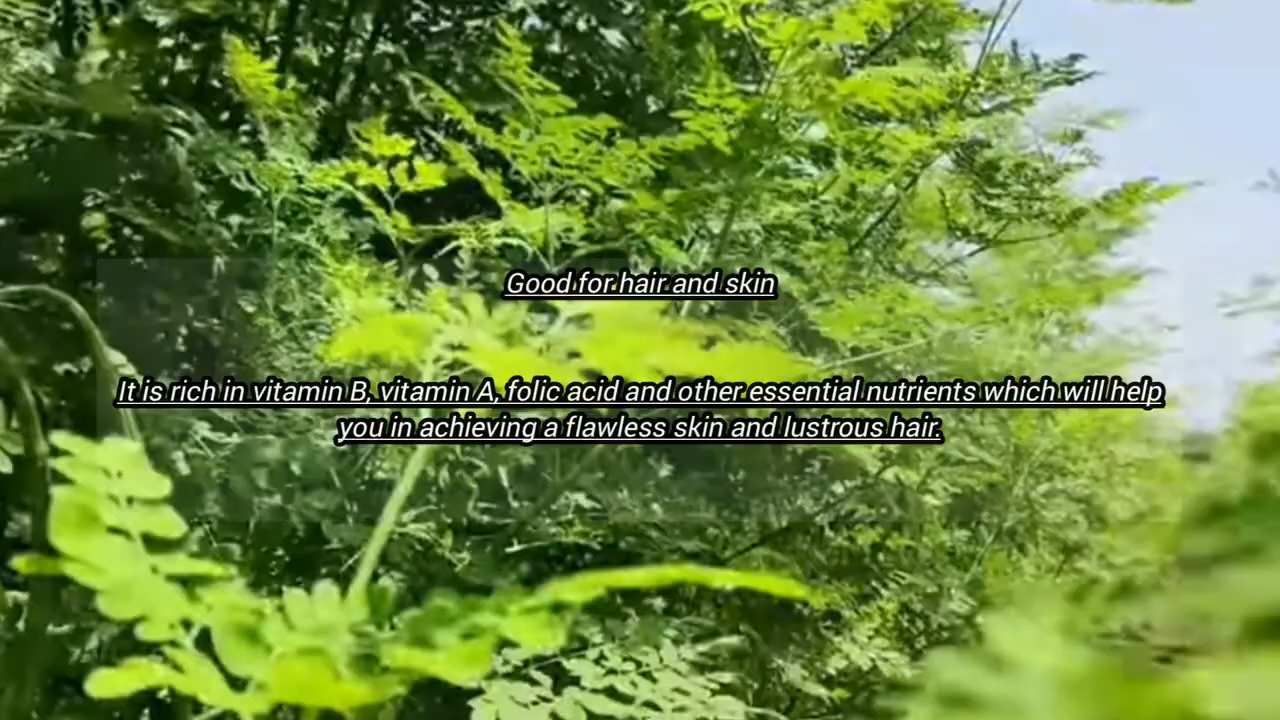 Good for hair and skin
It is rich in vitamin B, vitamin A, folic acid and other essential nutrients which will help
you in achieving a flawless skin and lustrous hair.